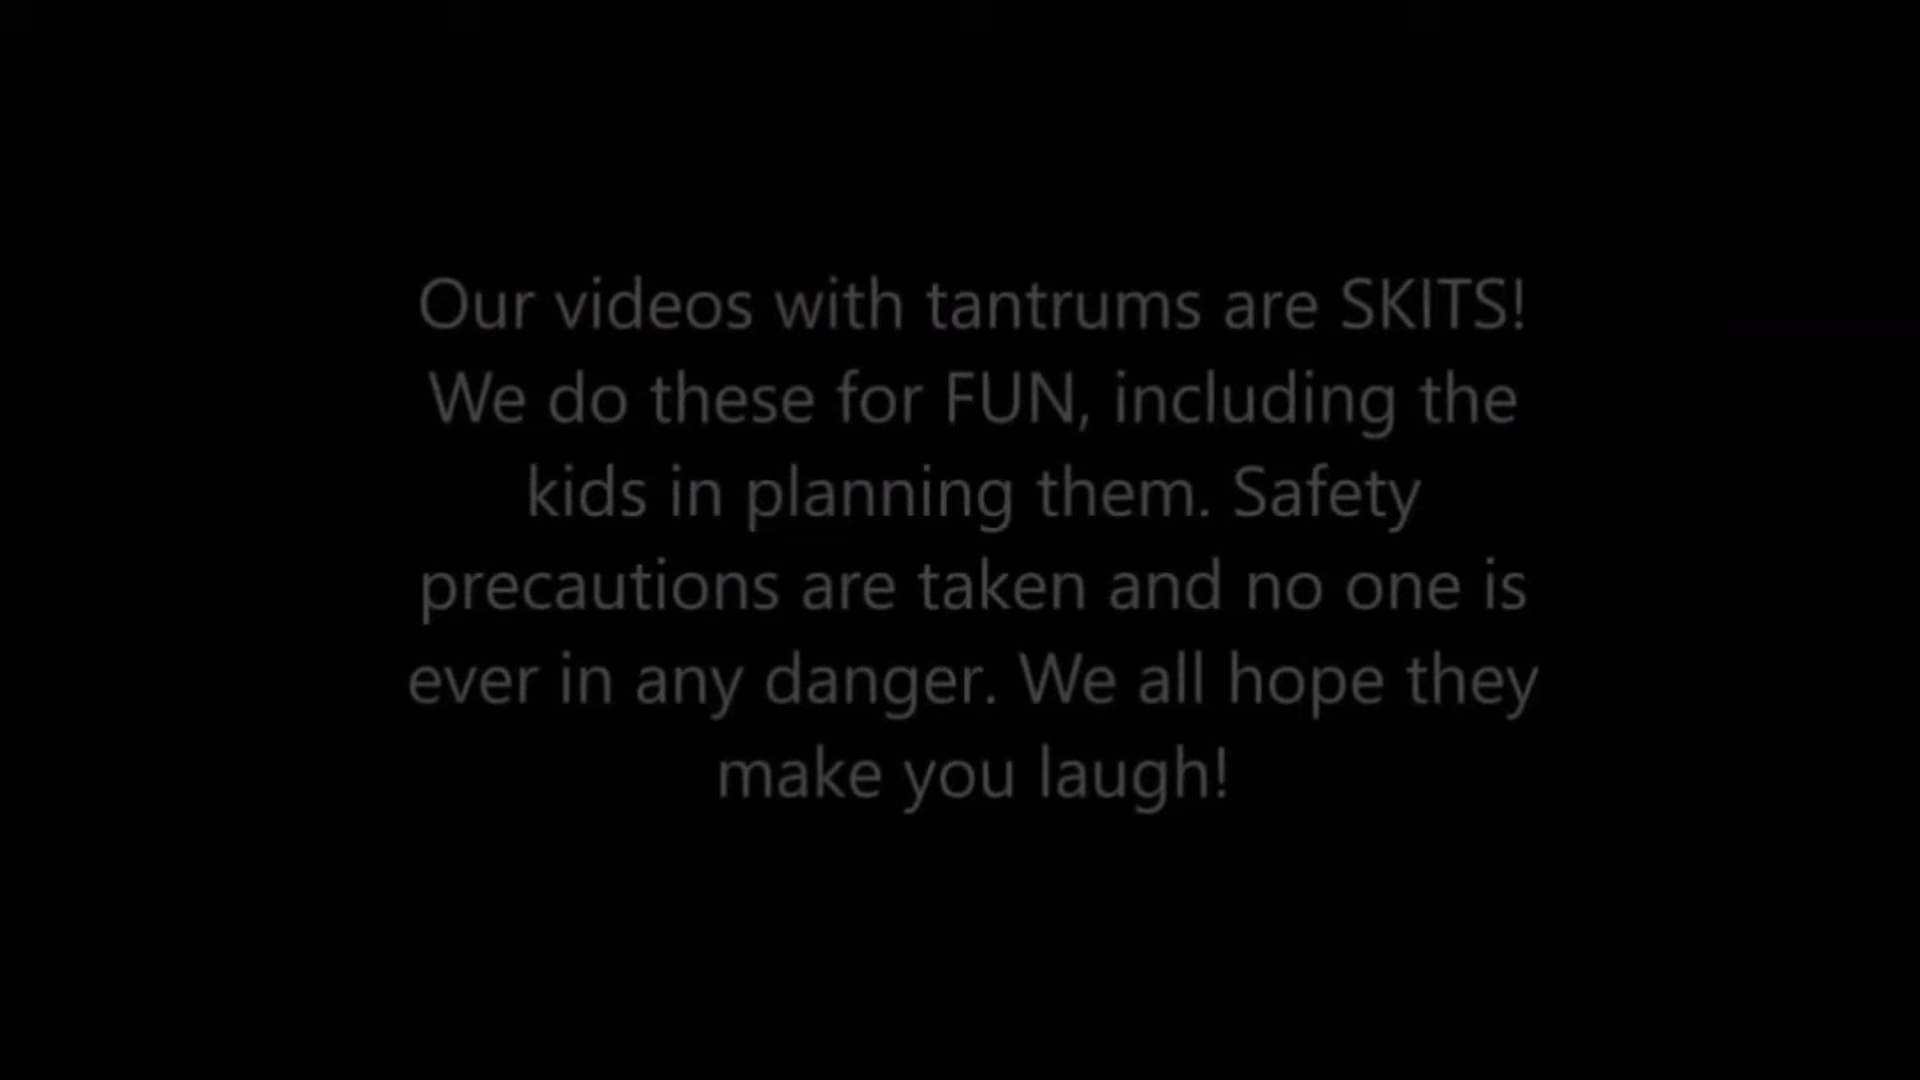 Our videos with tantrums are SKITS!
We do these for FUN, including the
kids in planning them. Safety
precautions are taken and no one is
ever in any danger. We all hope they
make you laugh!